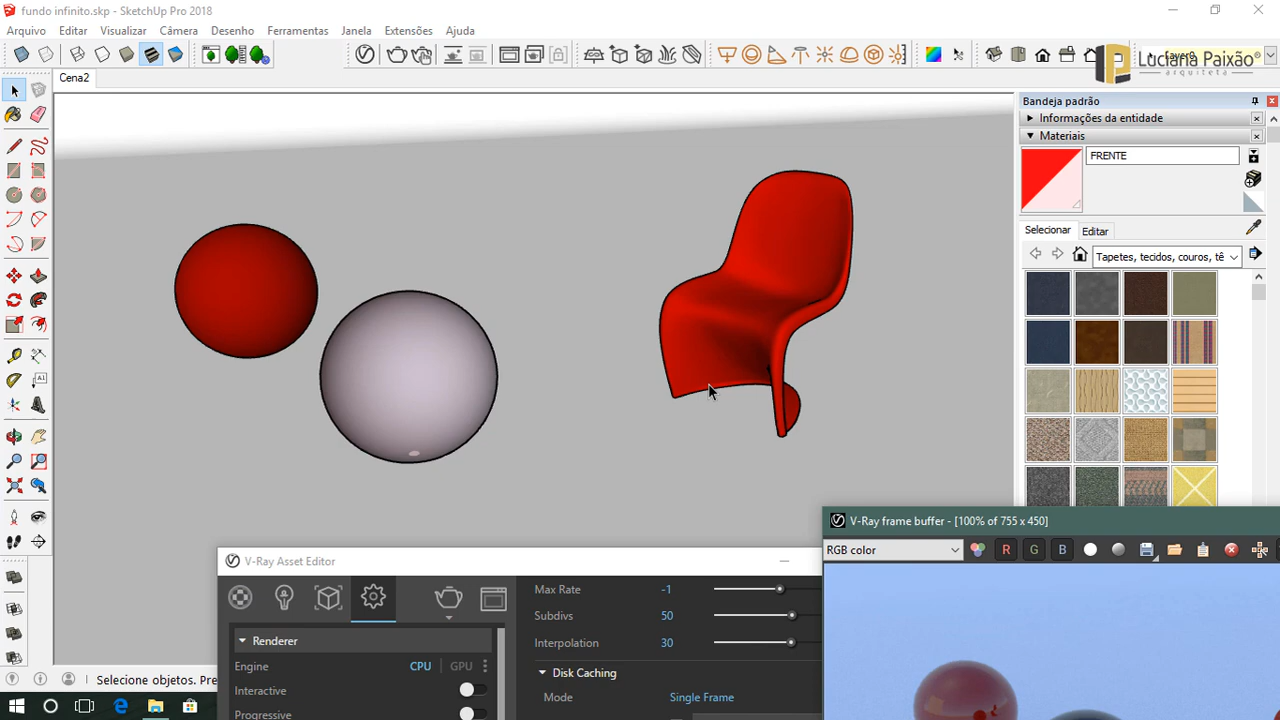 fundo infinito.skp - SketchUp Pro 2018
Arquivo Editar Visualizar Câmera Desenho Ferramentas Janela Extensões Ajuda
Luciana Paixão®
arquiteta
Cena2
Bandeja padrão
Informações da entidade
Materiais
FRENTE
Selecionar Editar
Tapetes, tecidos, couros, tê
V-Ray frame buffer - [100% of 755 x 450]
RGB color
R G B
V-Ray Asset Editor
Max Rate -1
Subdivs 50
Interpolation 30
Disk Caching
Mode Single Frame
Renderer
Engine CPU GPU
Interactive
Progressive
Selecione objetos. Pre